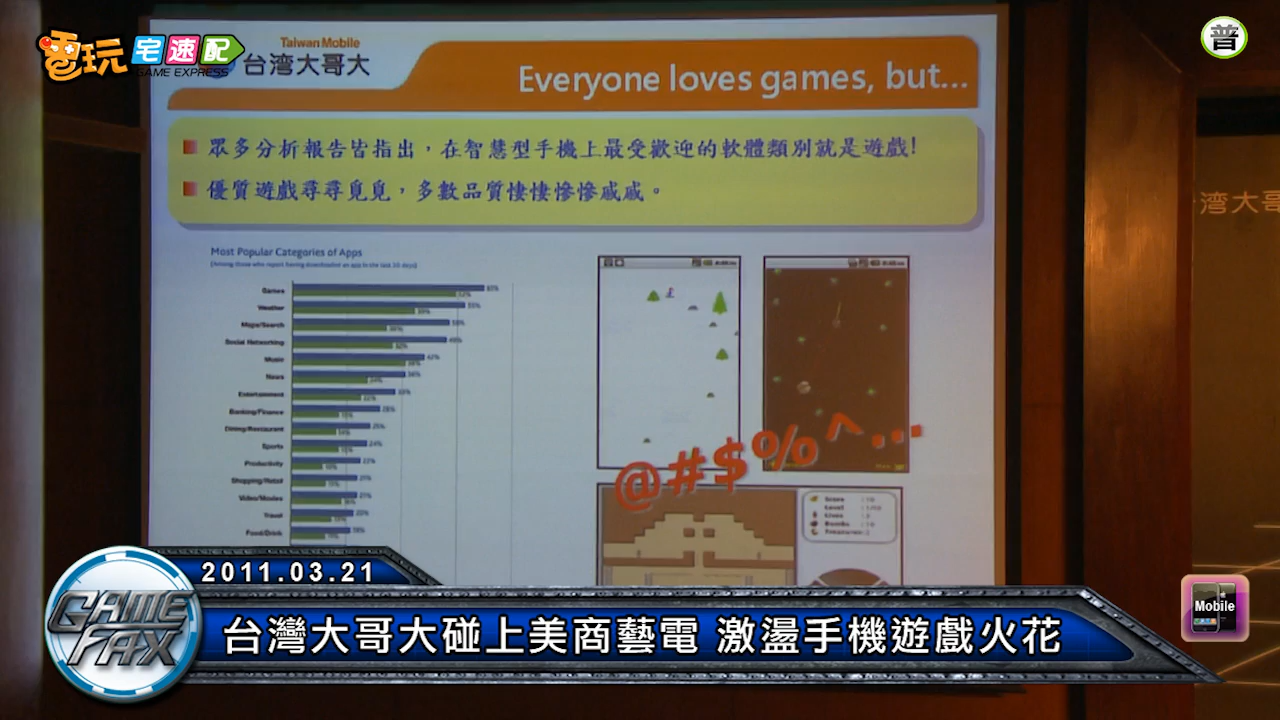 電玩宅速配
GAME EXPRESS
Taiwan Mobile
台湾大哥大
普
Everyone loves games, but...
眾多分析報告皆指出，在智慧型手機上最受歡迎的軟體類別就是遊戲!
優質遊戲尋尋覓覓，多數品質悽悽慘慘戚戚。
湾大哥
Most Popular Categories of Apps
Games
Weather
Maps/Search
Social Networking
Music
News
Entertainment
Banking/Finance
Dining/Restaurant
Sports
Productivity
Shopping/Retail
Video/Movies
Travel
Food/Drink
@#$%^...
Score
Level
Lives
Bombs
Treasures
2011.03.21
GAME FAX
台灣大哥大碰上美商藝電 激盪手機遊戲火花
Mobile